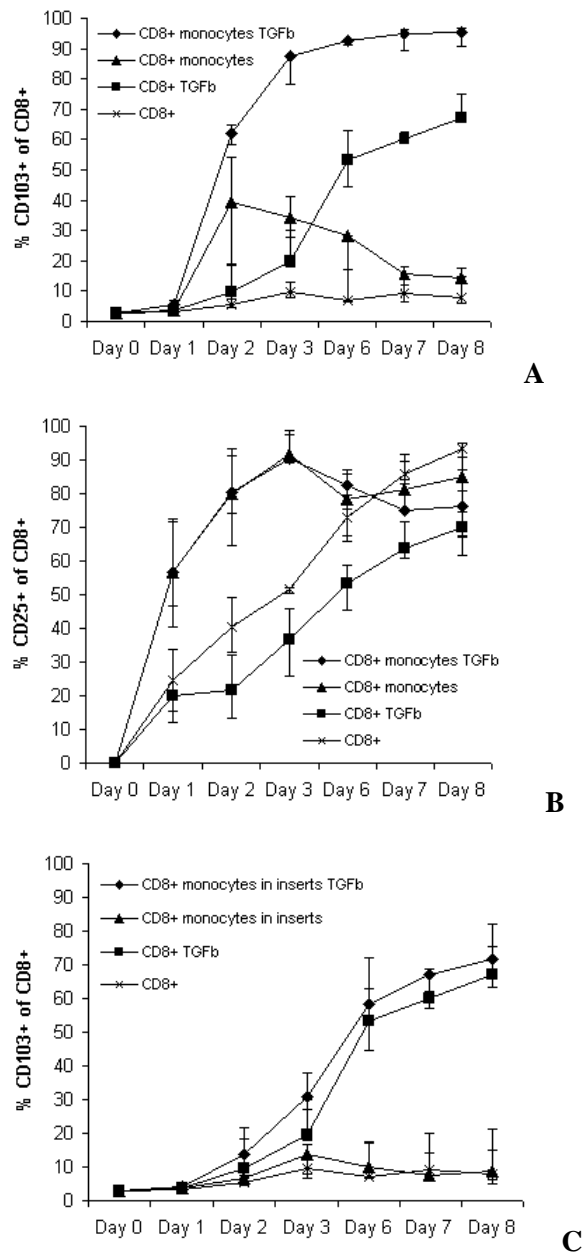 % CD103+ of CD8+
100
90
80
70
60
50
40
30
20
10
0
CD8+ monocytes TGFb
CD8+ monocytes
CD8+ TGFb
CD8+
Day 0 Day 1 Day 2 Day 3 Day 6 Day 7 Day 8
A
% CD25+ of CD8+
100
90
80
70
60
50
40
30
20
10
0
CD8+ monocytes TGFb
CD8+ monocytes
CD8+ TGFb
CD8+
Day 0 Day 1 Day 2 Day 3 Day 6 Day 7 Day 8
B
% CD103+ of CD8+
100
90
80
70
60
50
40
30
20
10
0
CD8+ monocytes in inserts TGFb
CD8+ monocytes in inserts
CD8+ TGFb
CD8+
Day 0 Day 1 Day 2 Day 3 Day 6 Day 7 Day 8
C